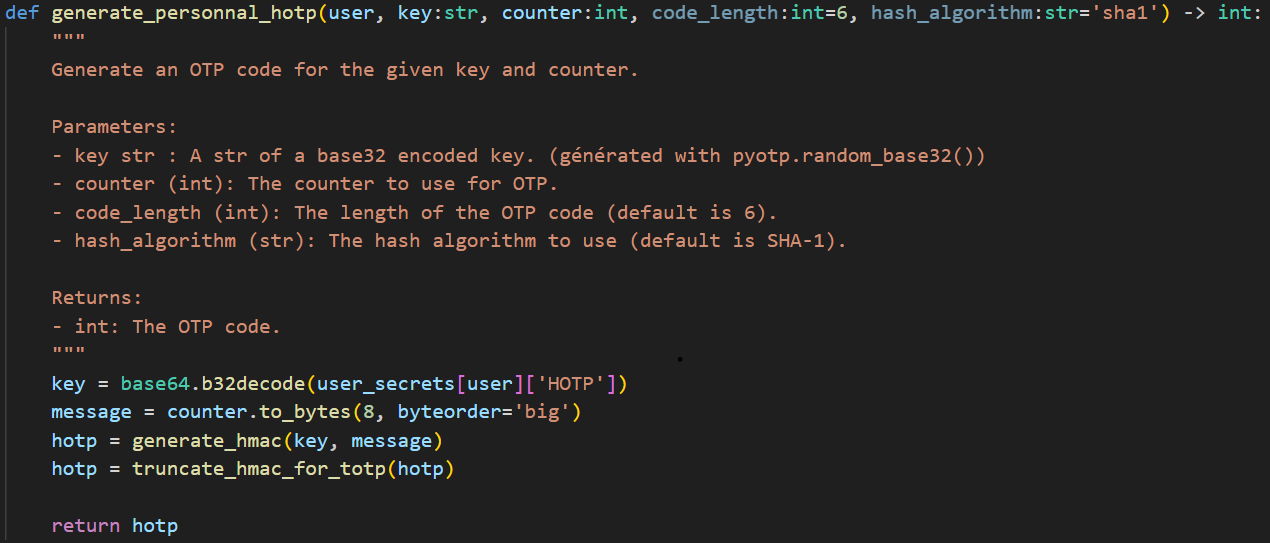 def generate_personnal_hotp(user, key:str, counter:int, code_length:int=6, hash_algorithm:str='sha1') -> int:
"""
Generate an OTP code for the given key and counter.
Parameters:
- key str : A str of a base32 encoded key. (générated with pyotp.random_base32())
- counter (int): The counter to use for OTP.
- code_length (int): The length of the OTP code (default is 6).
- hash_algorithm (str): The hash algorithm to use (default is SHA-1).
Returns:
- int: The OTP code.
"""
key = base64.b32decode(user_secrets[user]['HOTP'])
message = counter.to_bytes(8, byteorder='big')
hotp = generate_hmac(key, message)
hotp = truncate_hmac_for_totp(hotp)
return hotp